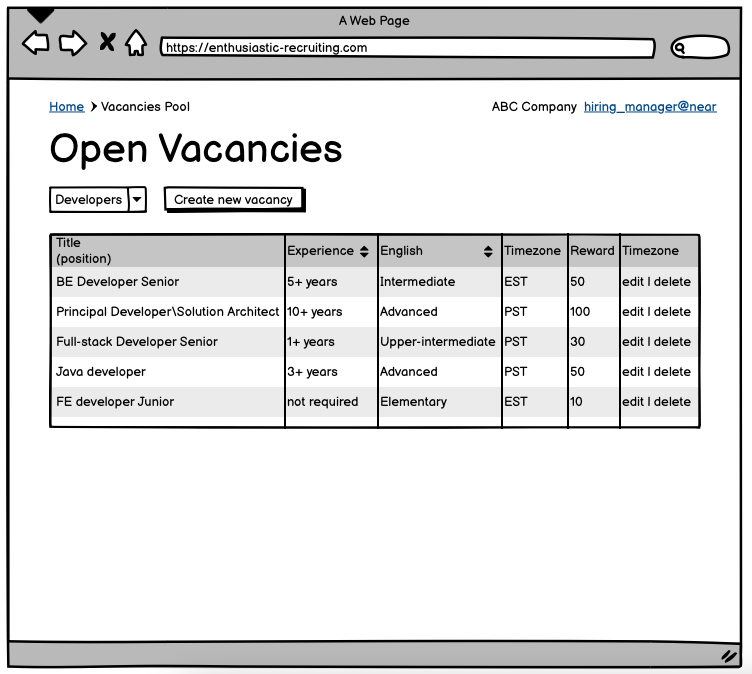 A Web Page
https://enthusiastic-recruiting.com
Home Vacancies Pool ABC Company hiring_manager@near
Open Vacancies
Developers Create new vacancy
Title
(position) Experience English Timezone Reward Timezone
BE Developer Senior 5+ years Intermediate EST 50 edit | delete
Principal Developer\Solution Architect 10+ years Advanced PST 100 edit | delete
Full-stack Developer Senior 1+ years Upper-intermediate PST 30 edit | delete
Java developer 3+ years Advanced PST 50 edit | delete
FE developer Junior not required Elementary EST 10 edit | delete